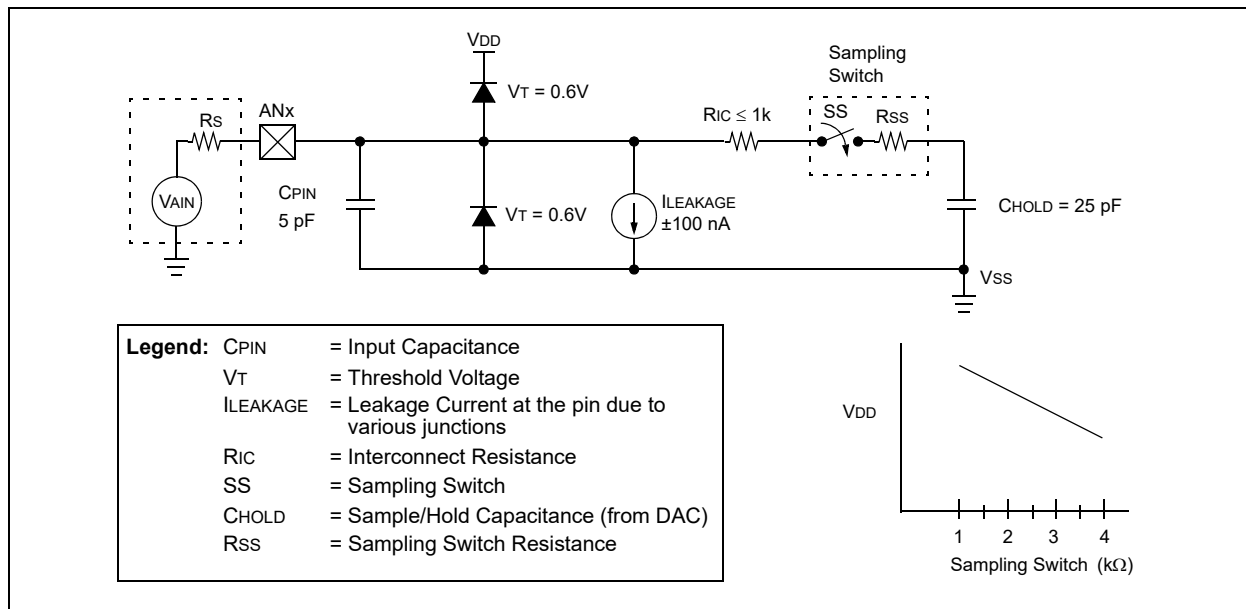 VDD
Sampling
Switch
VT = 0.6V
RS
ANx
RIC ≤ 1k
SS
RSS
VAIN
CPIN
5 pF
VT = 0.6V
ILEAKAGE
±100 nA
CHOLD = 25 pF
VSS
Legend: CPIN = Input Capacitance
VT = Threshold Voltage
ILEAKAGE = Leakage Current at the pin due to
various junctions
RIC = Interconnect Resistance
SS = Sampling Switch
CHOLD = Sample/Hold Capacitance (from DAC)
RSS = Sampling Switch Resistance
VDD
1 2 3 4
Sampling Switch (kΩ)